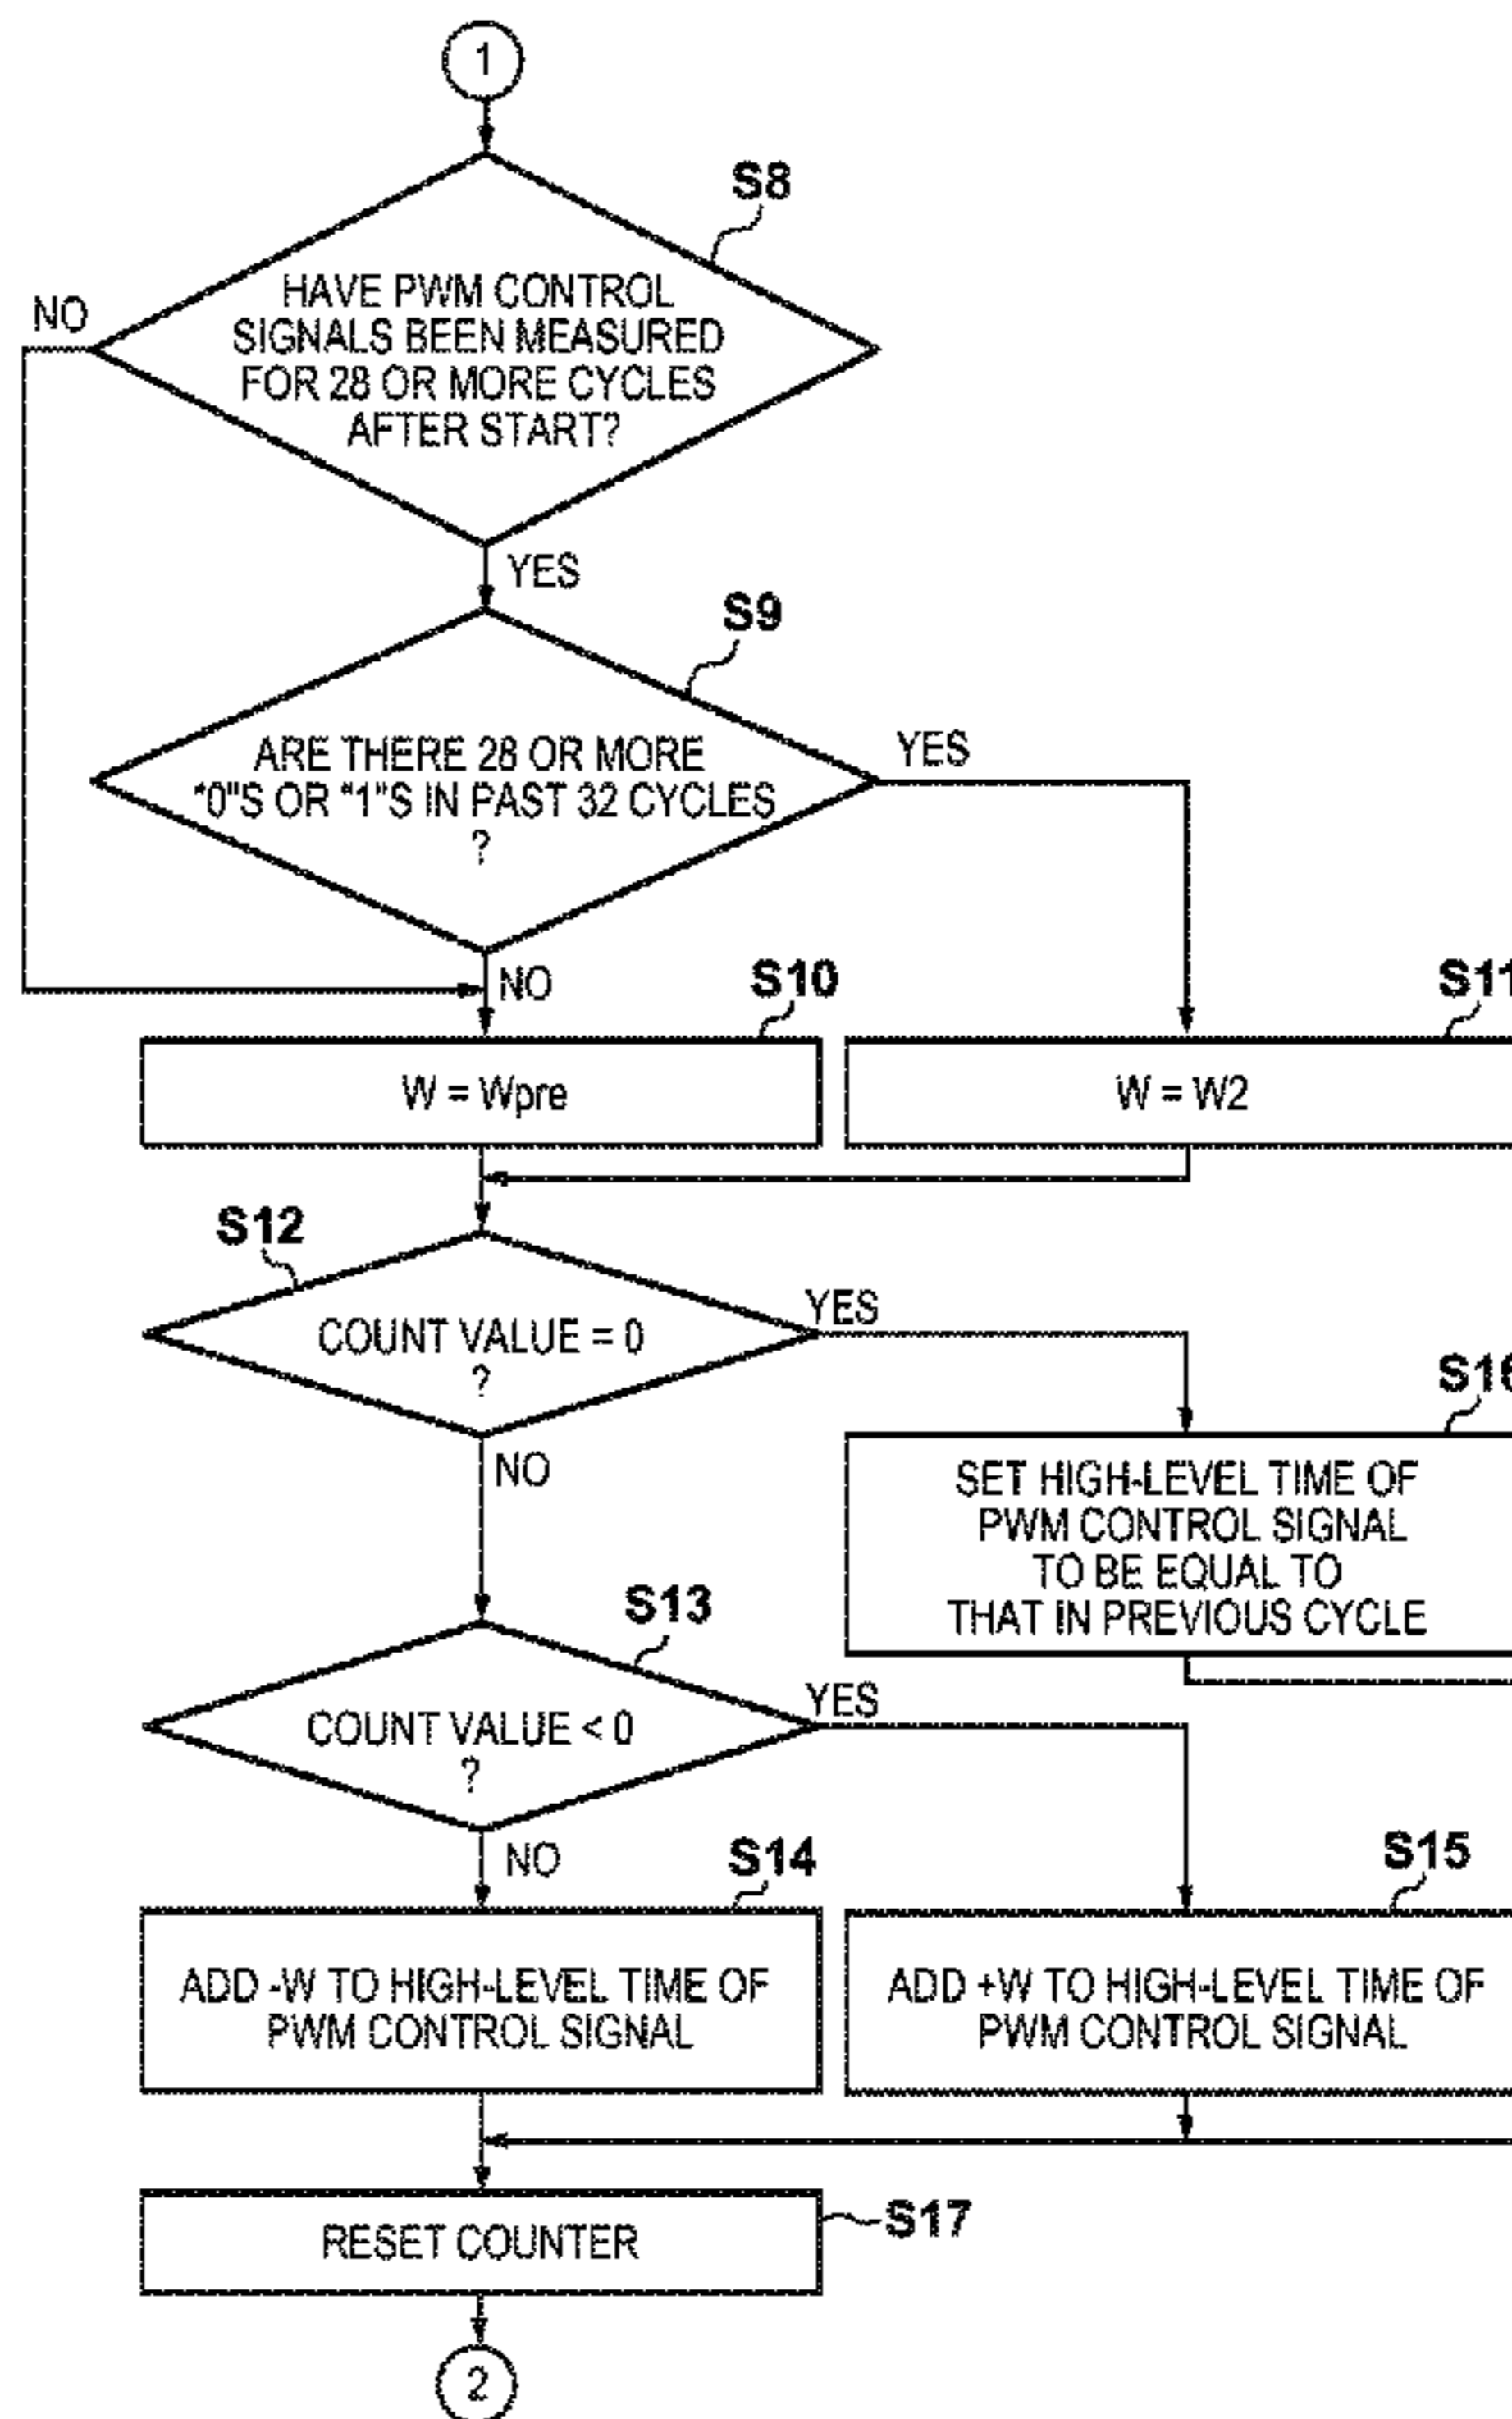 1
S8
HAVE PWM CONTROL
SIGNALS BEEN MEASURED
FOR 28 OR MORE CYCLES
AFTER START?
NO
YES
S9
ARE THERE 28 OR MORE
"0"S OR "1"S IN PAST 32 CYCLES
?
YES
NO
S10
W = Wpre
S11
W = W2
S12
COUNT VALUE = 0
?
YES
NO
S16
SET HIGH-LEVEL TIME OF
PWM CONTROL SIGNAL
TO BE EQUAL TO
THAT IN PREVIOUS CYCLE
S13
COUNT VALUE < 0
?
YES
NO
S14
ADD -W TO HIGH-LEVEL TIME OF
PWM CONTROL SIGNAL
S15
ADD +W TO HIGH-LEVEL TIME OF
PWM CONTROL SIGNAL
RESET COUNTER
S17
2